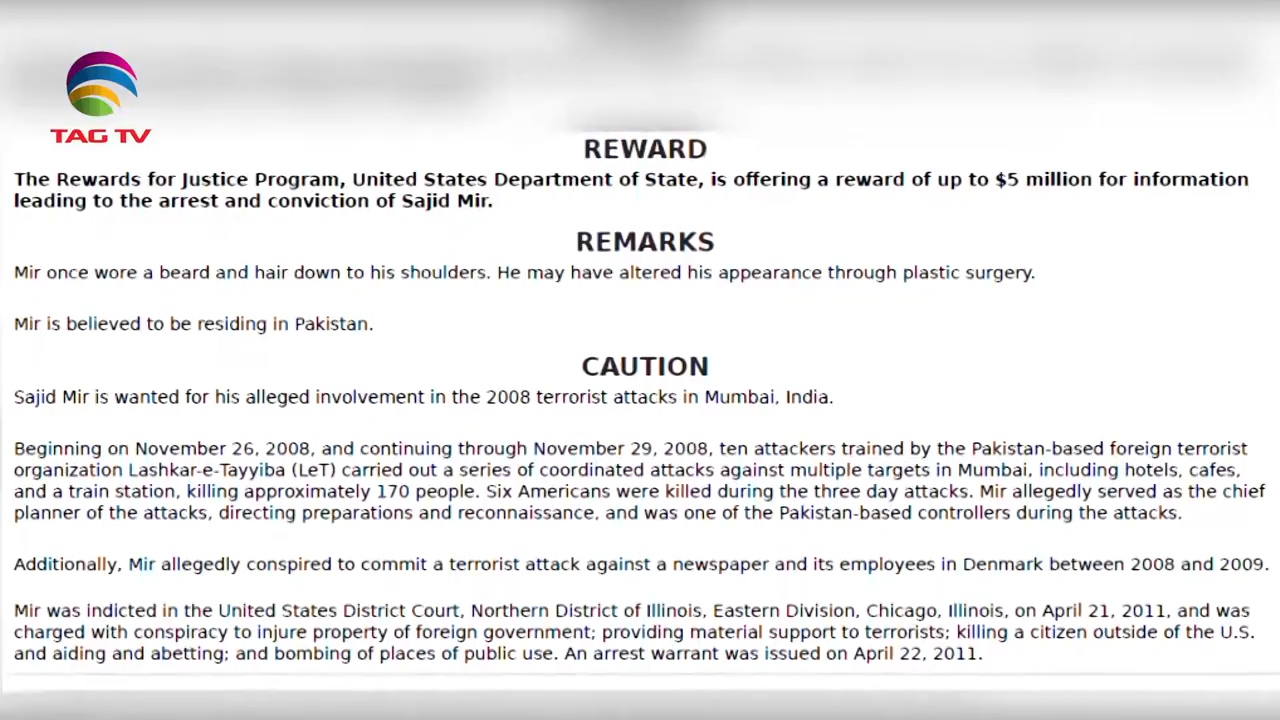 TAG TV
REWARD
The Rewards for Justice Program, United States Department of State, is offering a reward of up to $5 million for information
leading to the arrest and conviction of Sajid Mir.
REMARKS
Mir once wore a beard and hair down to his shoulders. He may have altered his appearance through plastic surgery.
Mir is believed to be residing in Pakistan.
CAUTION
Sajid Mir is wanted for his alleged involvement in the 2008 terrorist attacks in Mumbai, India.
Beginning on November 26, 2008, and continuing through November 29, 2008, ten attackers trained by the Pakistan-based foreign terrorist
organization Lashkar-e-Tayyiba (LeT) carried out a series of coordinated attacks against multiple targets in Mumbai, including hotels, cafes,
and a train station, killing approximately 170 people. Six Americans were killed during the three day attacks. Mir allegedly served as the chief
planner of the attacks, directing preparations and reconnaissance, and was one of the Pakistan-based controllers during the attacks.
Additionally, Mir allegedly conspired to commit a terrorist attack against a newspaper and its employees in Denmark between 2008 and 2009.
Mir was indicted in the United States District Court, Northern District of Illinois, Eastern Division, Chicago, Illinois, on April 21, 2011, and was
charged with conspiracy to injure property of foreign government; providing material support to terrorists; killing a citizen outside of the U.S.
and aiding and abetting; and bombing of places of public use. An arrest warrant was issued on April 22, 2011.